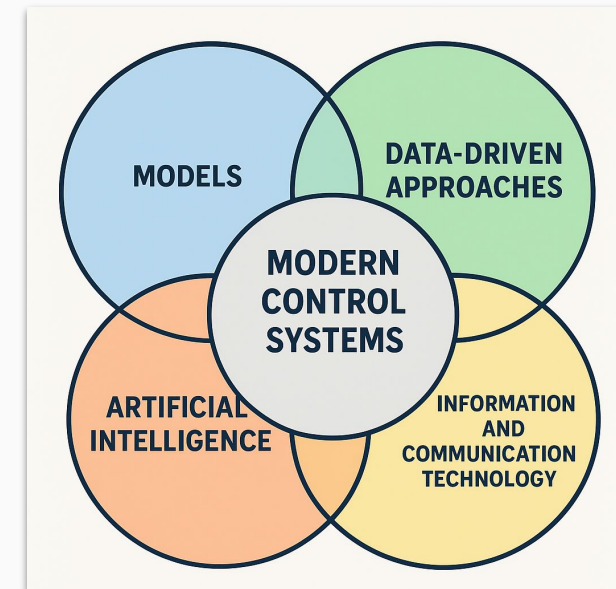 MODELS
DATA-DRIVEN
APPROACHES
MODERN
CONTROL
SYSTEMS
ARTIFICIAL
INTELLIGENCE
INFORMATION
AND
COMMUNICATION
TECHNOLOGY